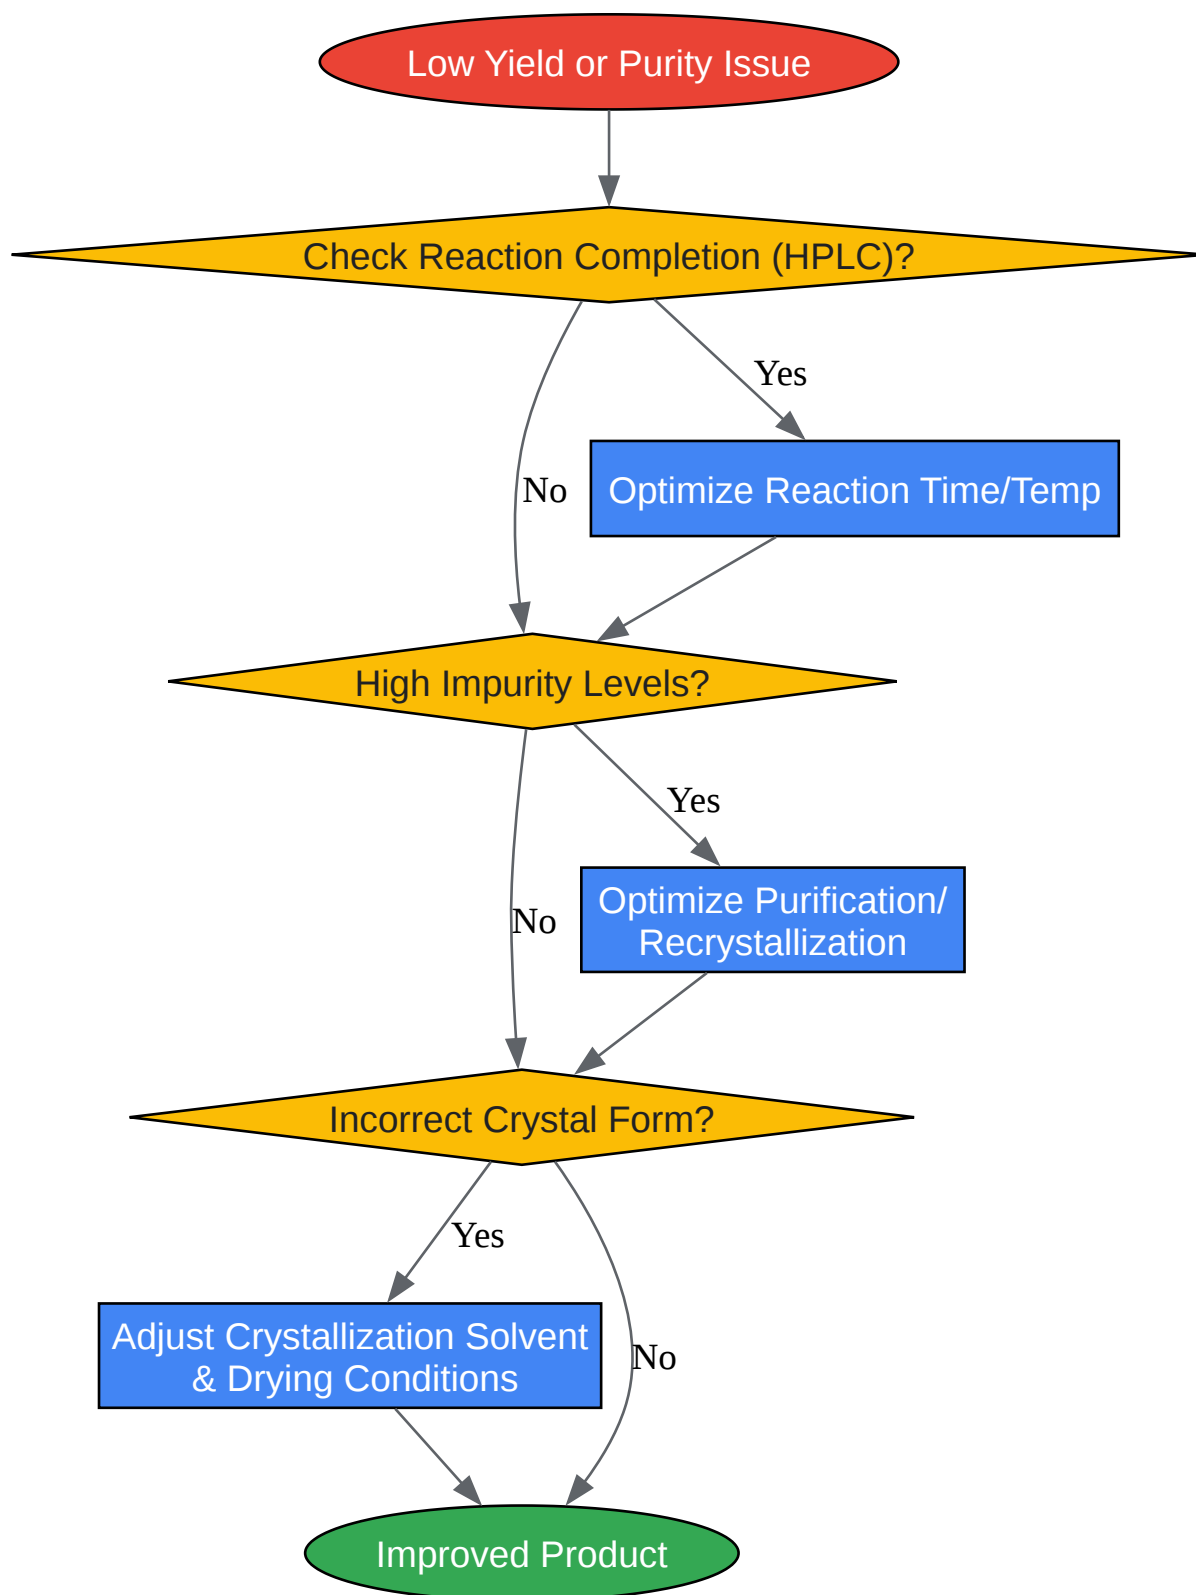 Low Yield or Purity Issue
Check Reaction Completion (HPLC)?
Yes
No
Optimize Reaction Time/Temp
High Impurity Levels?
Yes
No
Optimize Purification/
Recrystallization
Incorrect Crystal Form?
Yes
No
Adjust Crystallization Solvent
& Drying Conditions
Improved Product